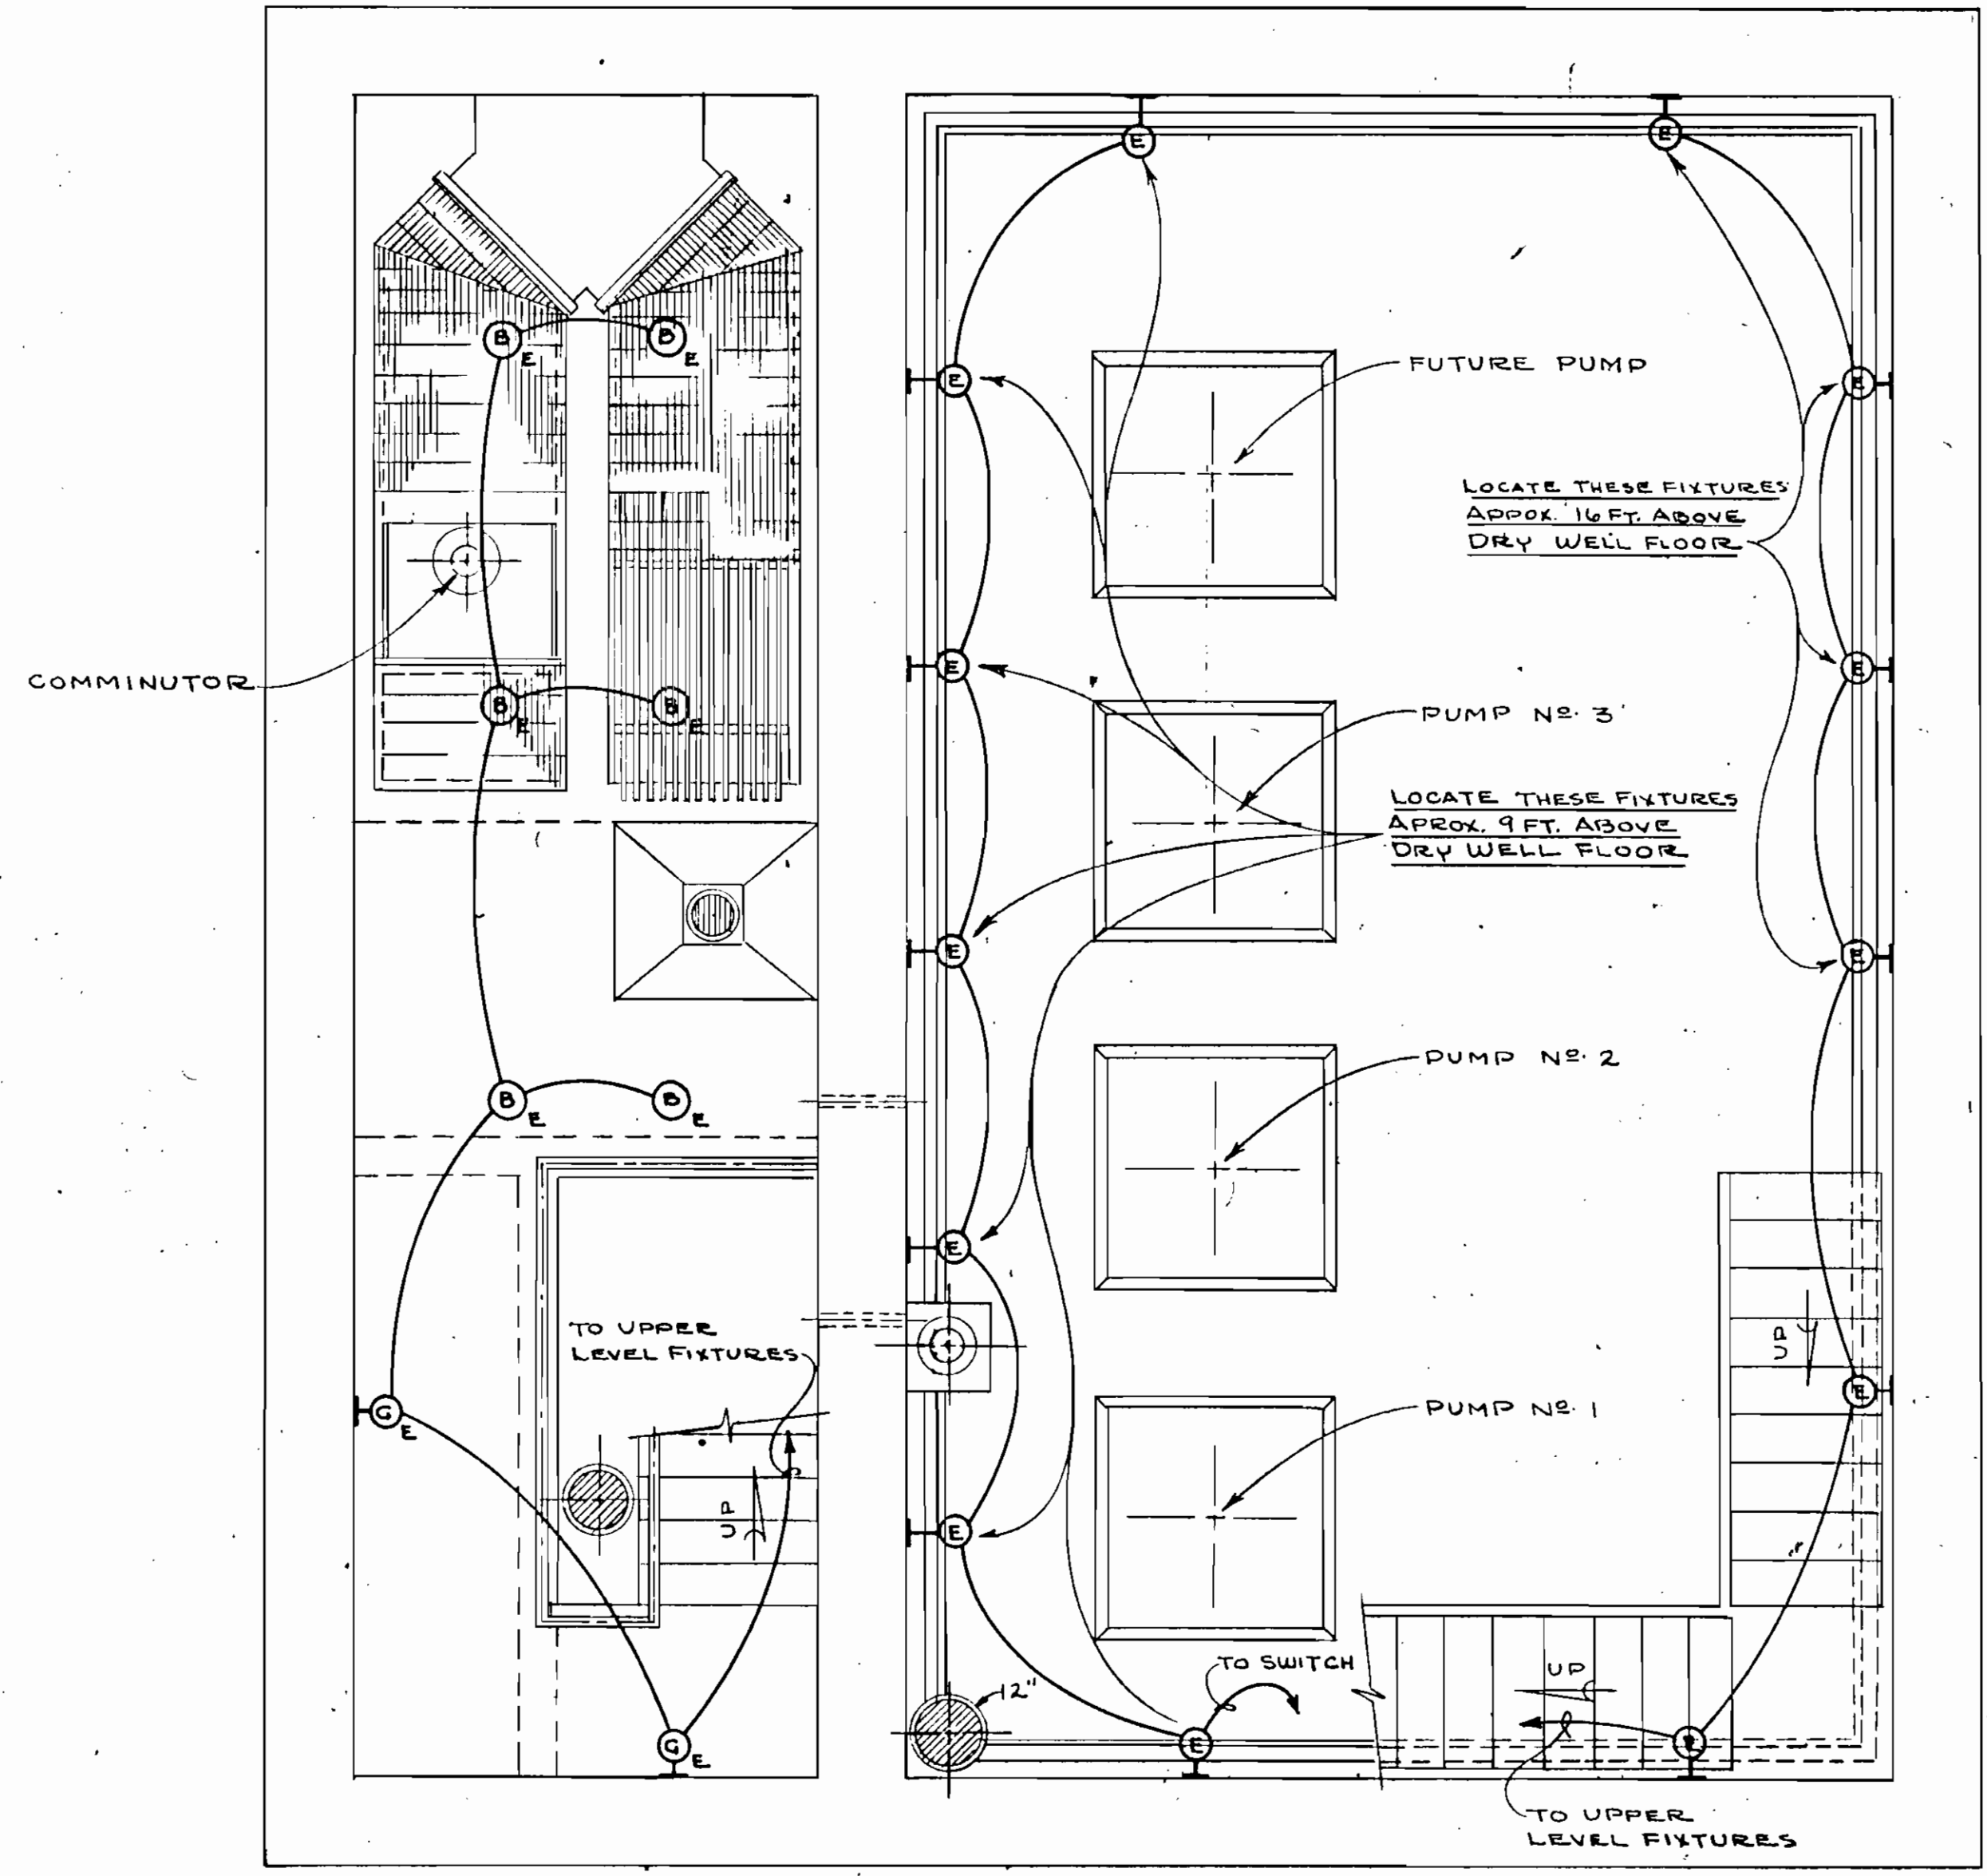 E
E
B
E
B
E
FUTURE PUMP
E
E
LOCATE THESE FIXTURES
APPOX. 16 FT. ABOVE
DRY WELL FLOOR
COMMINUTOR
E
E
B
E
B
E
PUMP No. 3
LOCATE THESE FIXTURES
APROX. 9 FT. ABOVE
DRY WELL FLOOR
E
E
B
E
B
E
PUMP No. 2
E
TO UPPER
LEVEL FIXTURES
UP
E
G
E
PUMP No. 1
UP
E
TO SWITCH
UP
12"
G
E
E
E
TO UPPER
LEVEL FIXTURES